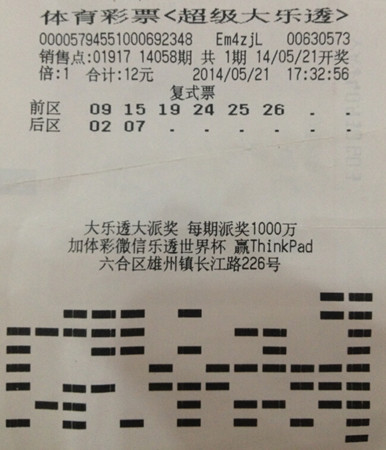 体育彩票<超级大乐透>
00005794551000692348 Em4zjL 00630573
销售点:01917 14058期 共 1期 14/05/21开奖
倍:1 合计:12元 2014/05/21 17:32:56
复式票
前区 09 15 19 24 25 26 . .
后区 02 07 . . . . . .
大乐透大派奖 每期派奖1000万
加体彩微信乐透世界杯 赢ThinkPad
六合区雄州镇长江路226号